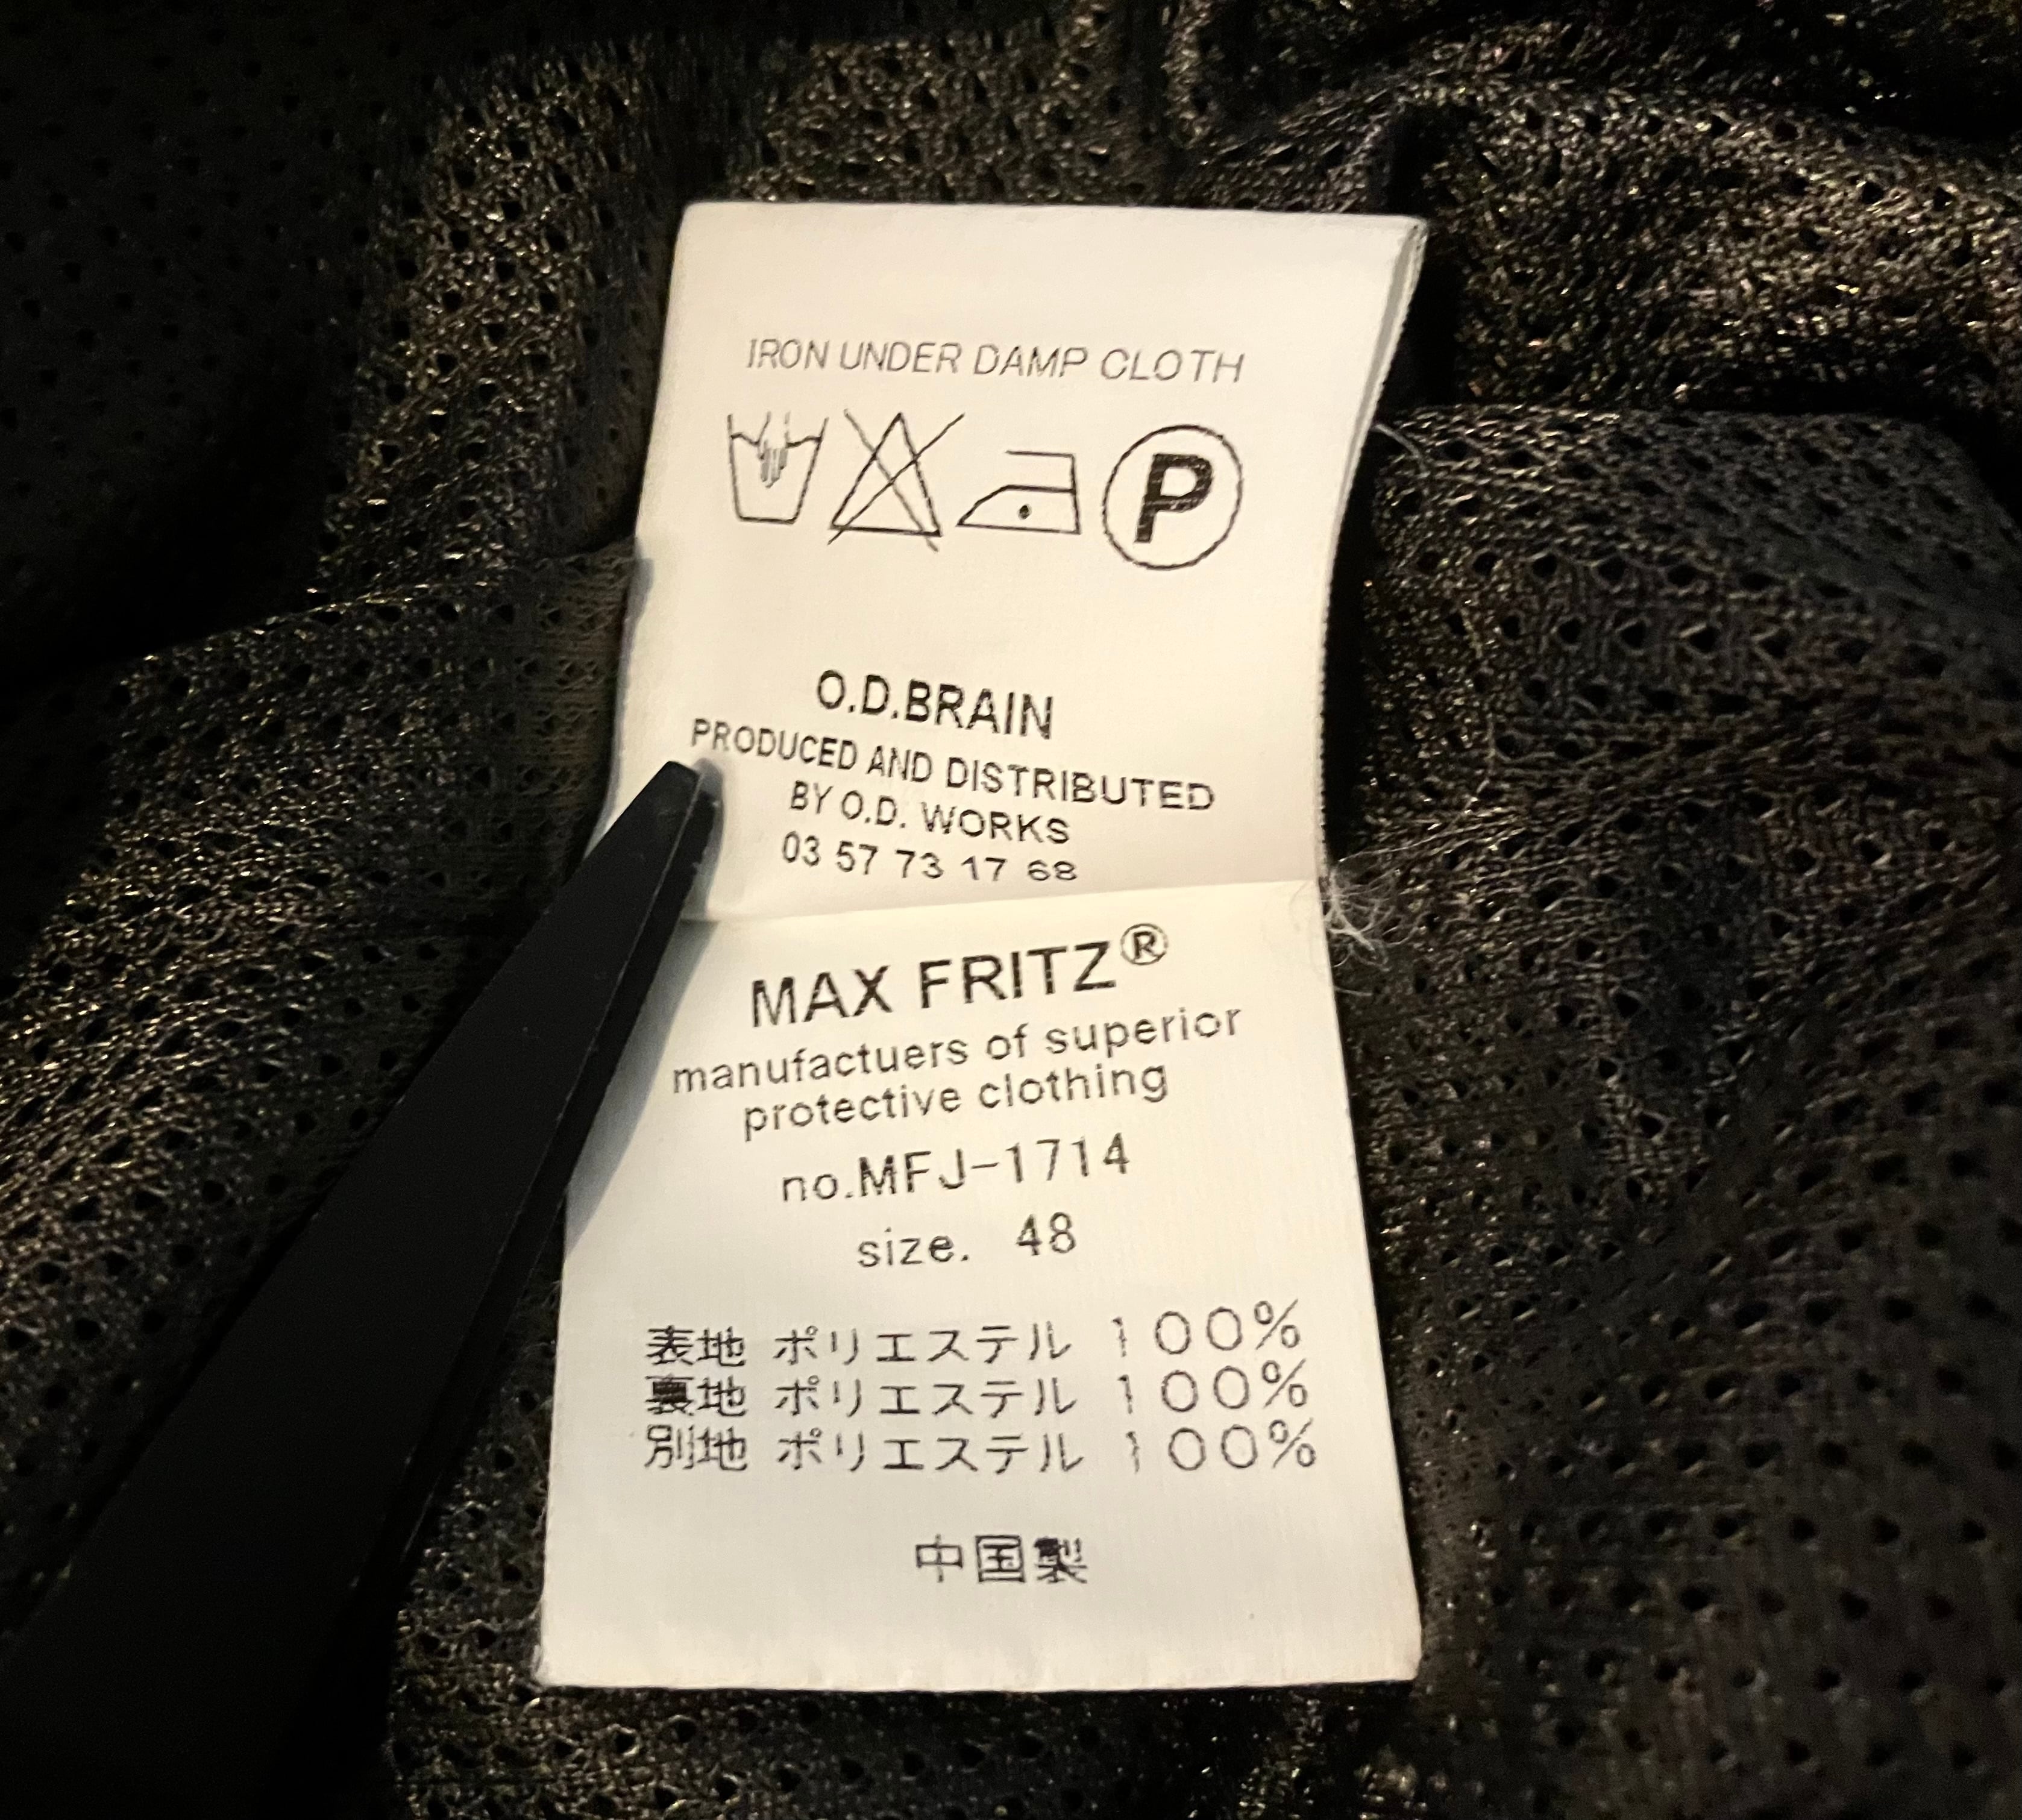 IRON UNDER DAMP CLOTH
P
O.D.BRAIN
PRODUCED AND DISTRIBUTED
BY O.D. WORKS
03 57 73 17 68
MAX FRITZ®
manufactuers of superior
protective clothing
no.MFJ-1714
size. 48
表地 ポリエステル 100%
裏地 ポリエステル 100%
別地 ポリエステル 100%
中国製